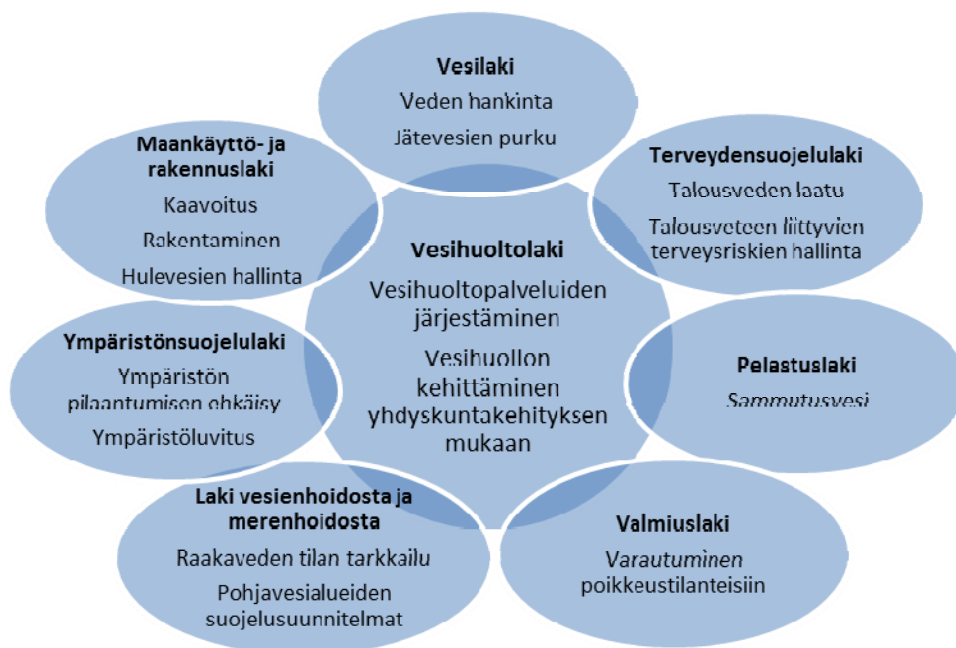 Vesilaki
Veden hankinta
Jätevesien purku
Maankäyttö- ja
rakennuslaki
Kaavoitus
Rakentaminen
Hulevesien hallinta
Terveydensuojelulaki
Talousveden laatu
Talousveteen liittyvien
terveysriskien hallinta
Vesihuoltolaki
Vesihuoltopalveluiden
järjestäminen
Vesihuollon
kehittäminen
yhdyskuntakehityksen
mukaan
Ympäristönsuojelulaki
Ympäristön
pilaantumisen ehkäisy
Ympäristöluvitus
Pelastuslaki
Sammutusvesi
Laki vesienhoidosta ja
merenhoidosta
Raakaveden tilan tarkkailu
Pohjavesialueiden
suojelusuunnitelmat
Valmiuslaki
Varautuminen
poikkeustilanteisiin